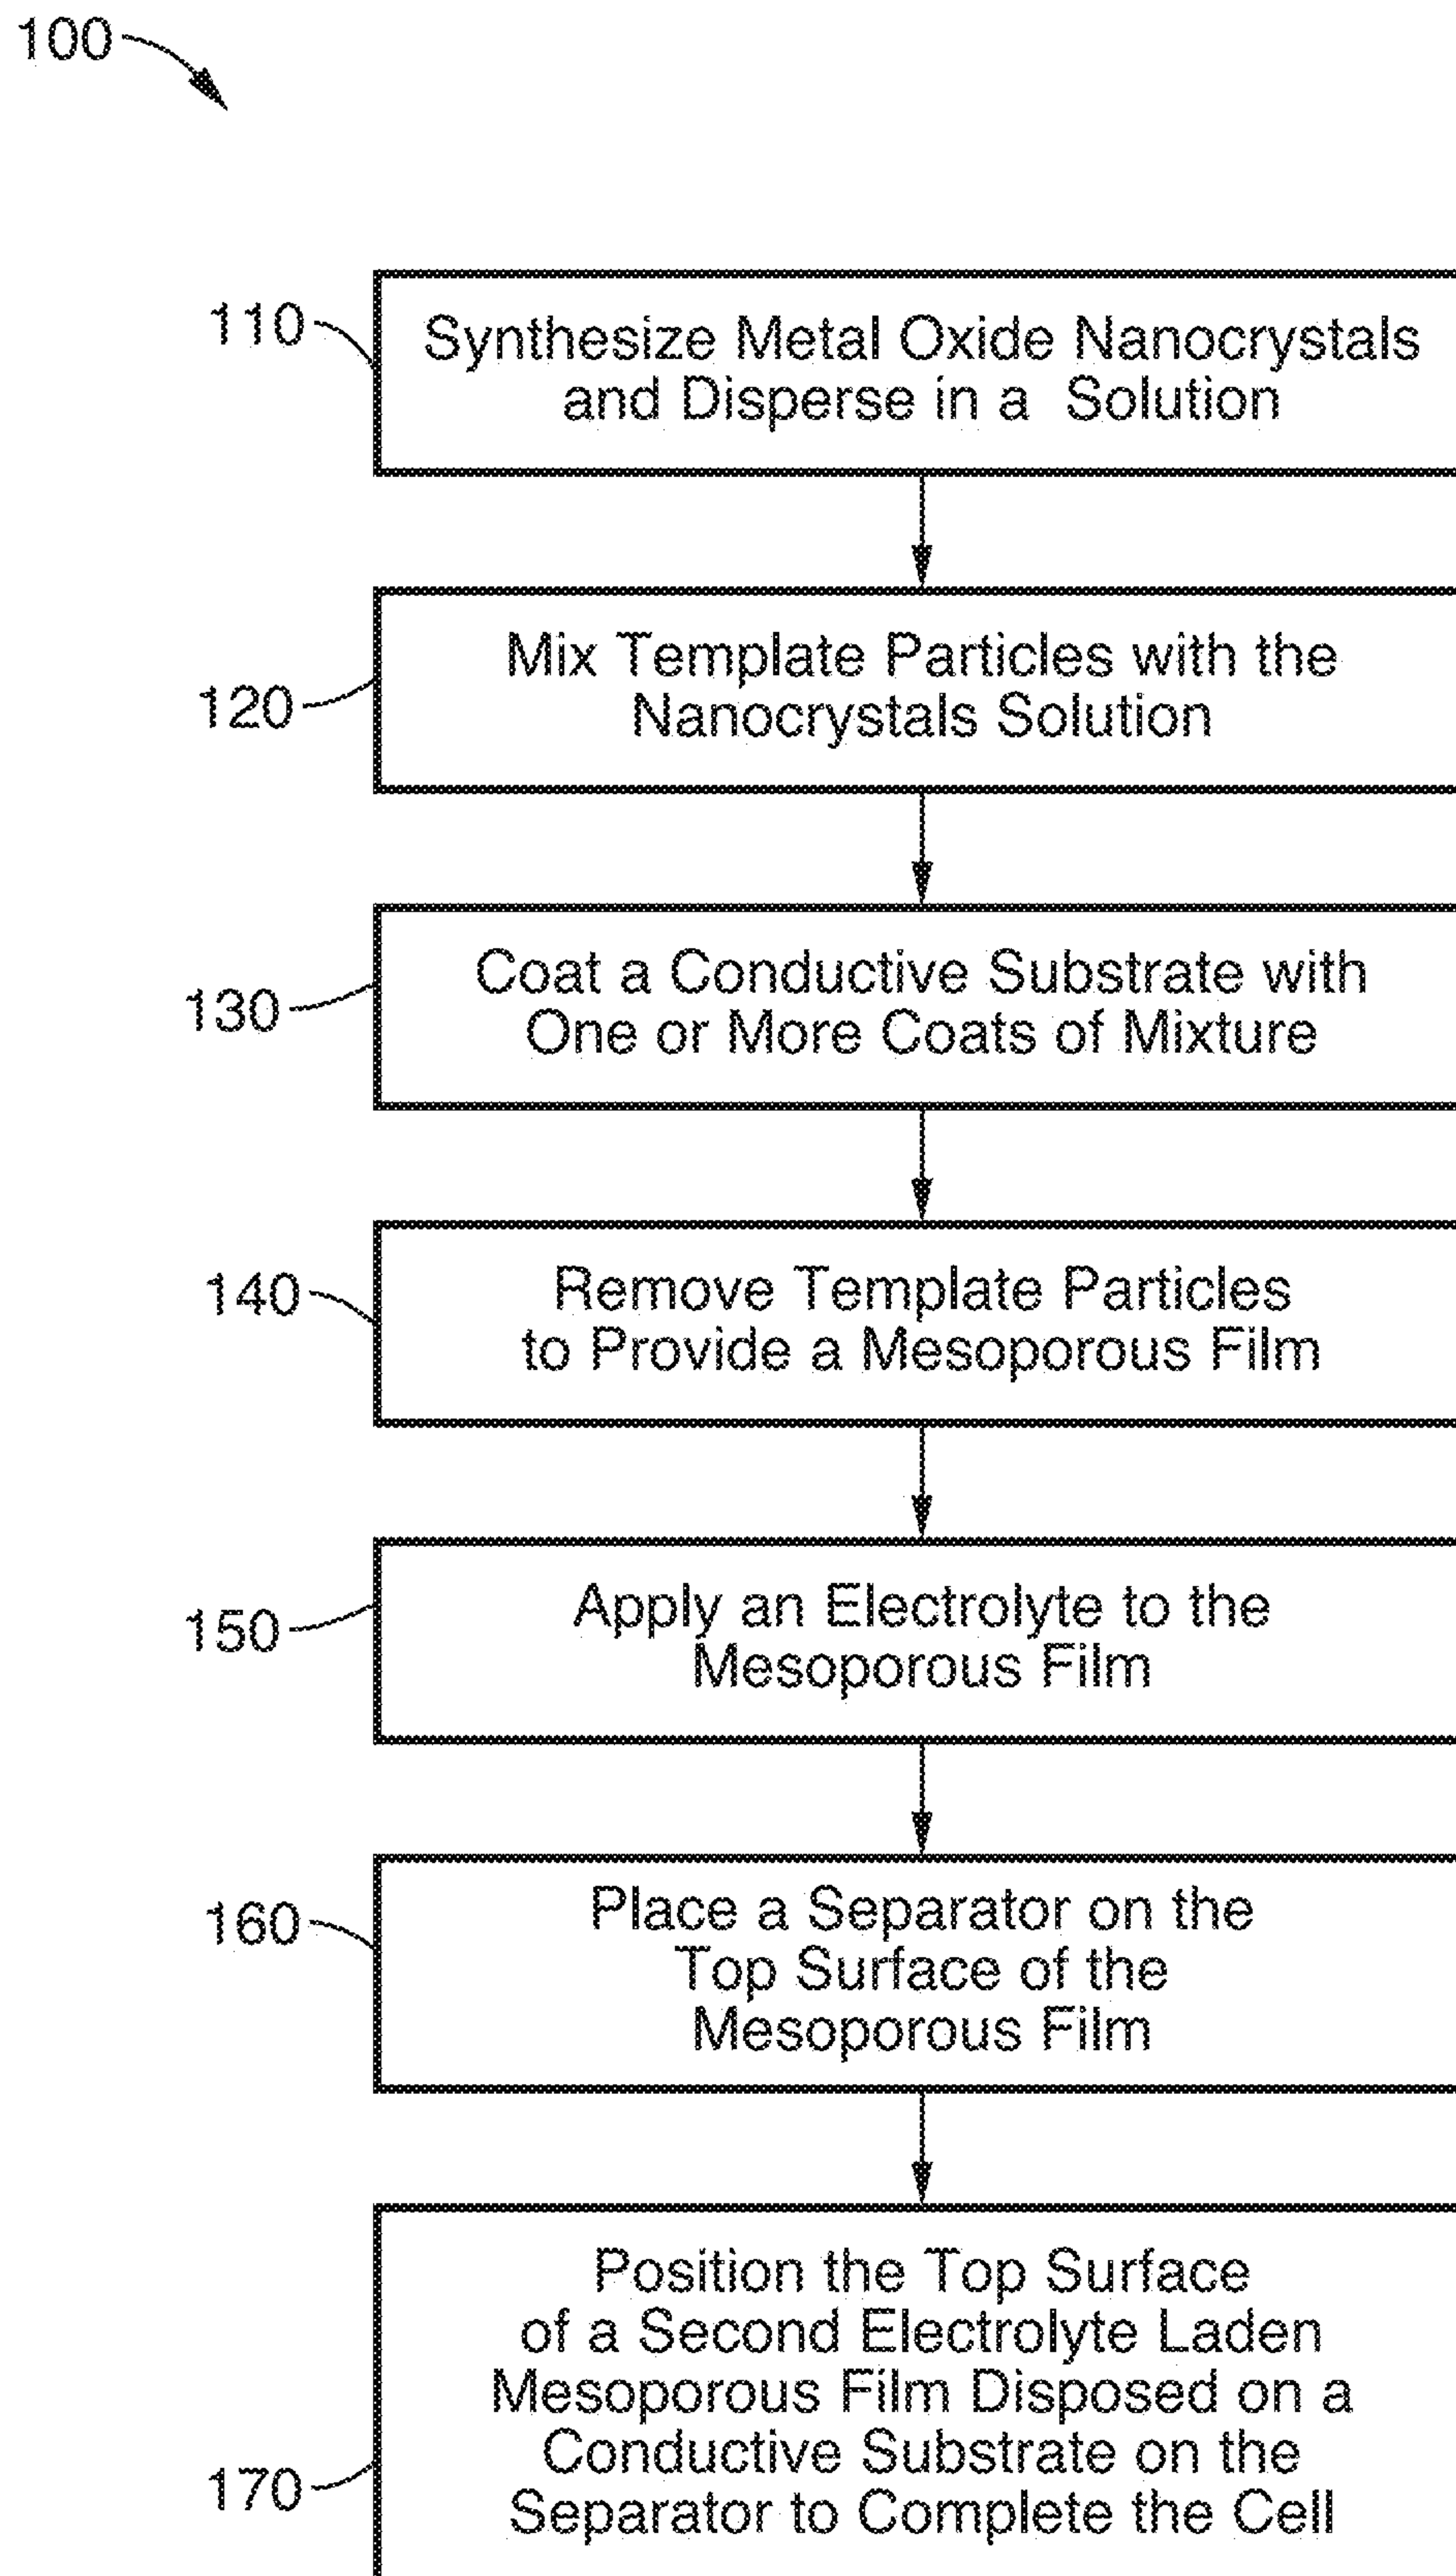 100
110
Synthesize Metal Oxide Nanocrystals
and Disperse in a Solution
120
Mix Template Particles with the
Nanocrystals Solution
130
Coat a Conductive Substrate with
One or More Coats of Mixture
140
Remove Template Particles
to Provide a Mesoporous Film
150
Apply an Electrolyte to the
Mesoporous Film
160
Place a Separator on the
Top Surface of the
Mesoporous Film
170
Position the Top Surface
of a Second Electrolyte Laden
Mesoporous Film Disposed on a
Conductive Substrate on the
Separator to Complete the Cell